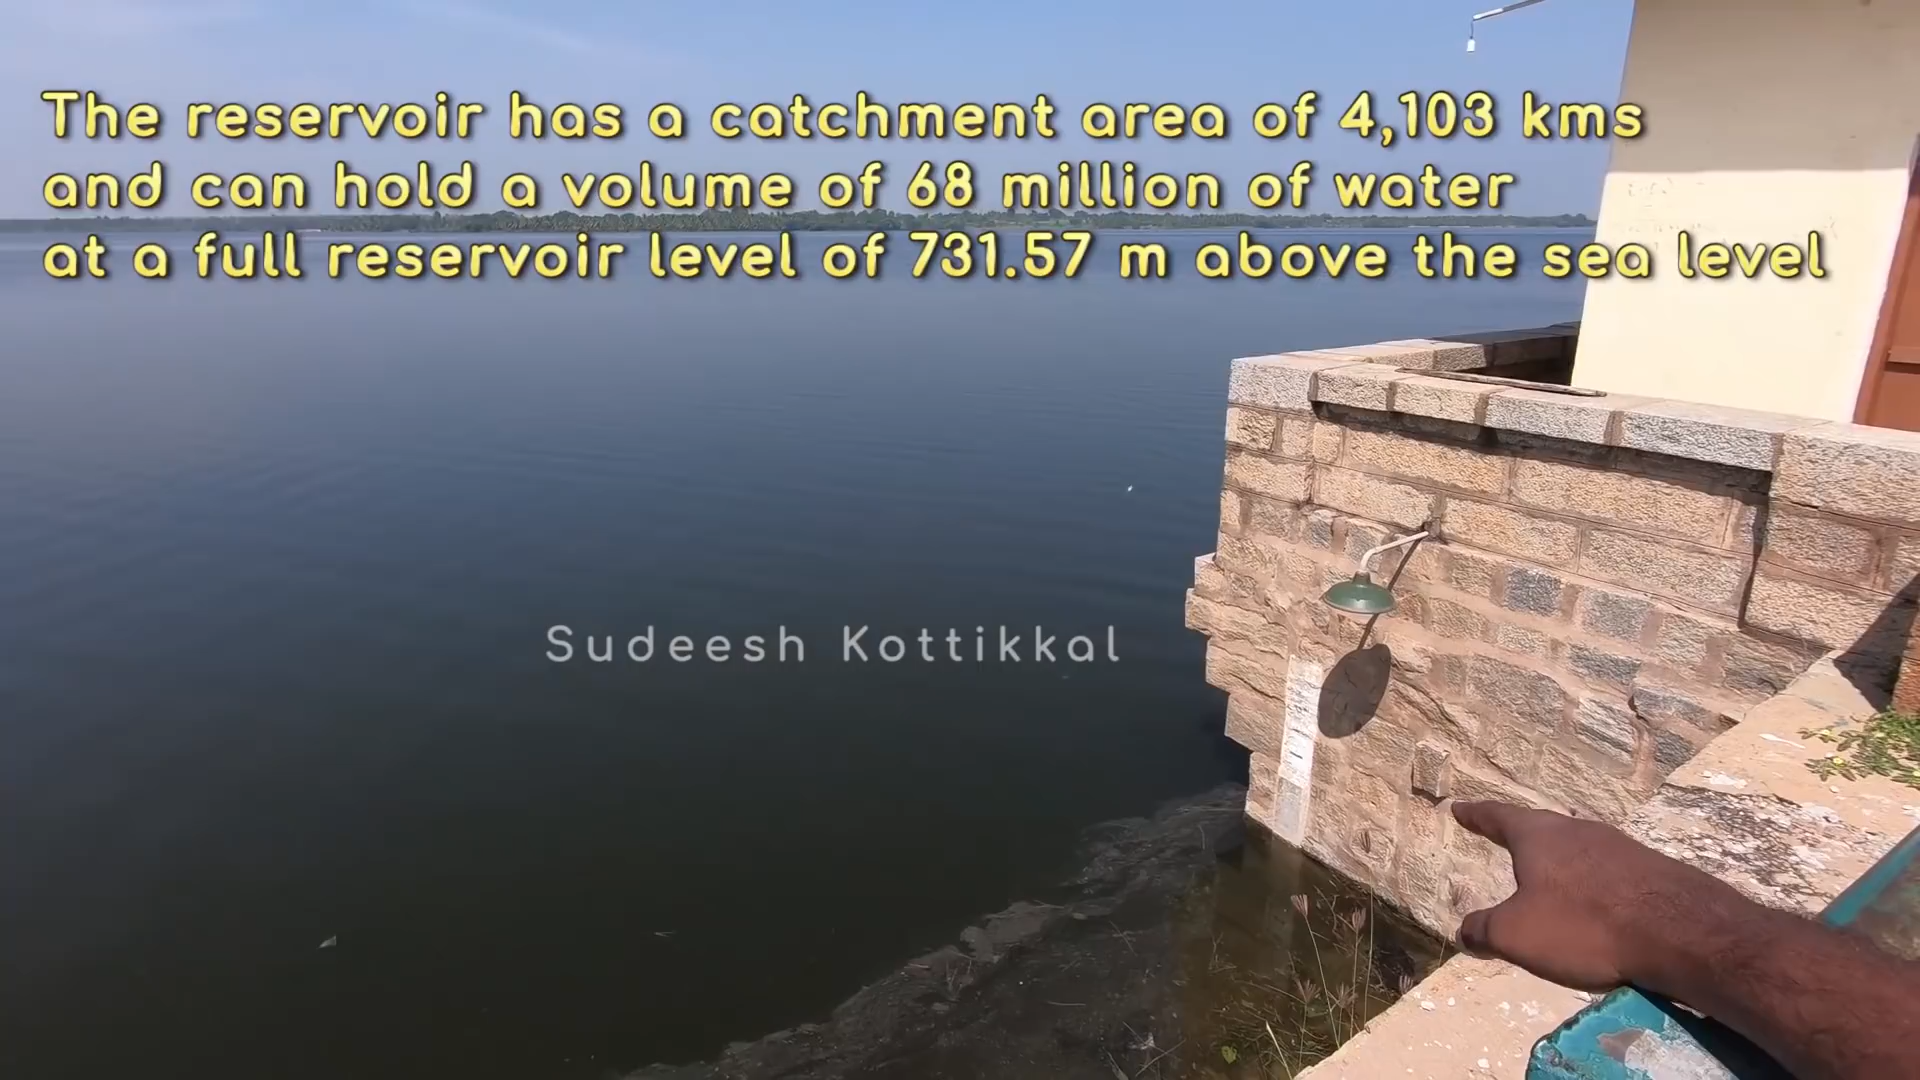 The reservoir has a catchment area of 4,103 kms
and can hold a volume of 68 million of water
at a full reservoir level of 731.57 m above the sea level
Sudeesh Kottikkal